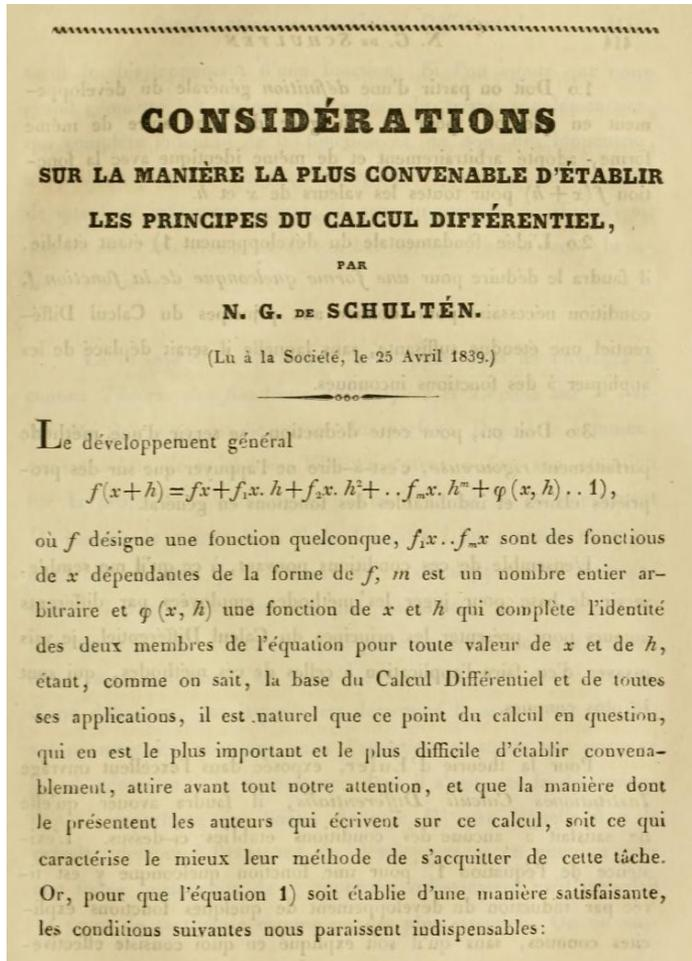 CONSIDÉRATIONS
SUR LA MANIÈRE LA PLUS CONVENABLE D'ÉTABLIR
LES PRINCIPES DU CALCUL DIFFÉRENTIEL,
PAR
N. G. DE SCHULTÉN.
(Lu à la Société, le 25 Avril 1839.)
Le développement général
f(x+h) = fx + f₁x. h + f₂x. h² + . . fₘx. hᵐ + φ (x, h) . . 1),
où f désigne une fonction quelconque, f₁x . . fₘx sont des fonctions
de x dépendantes de la forme de f, m est un nombre entier ar-
bitraire et φ (x, h) une fonction de x et h qui complète l'identité
des deux membres de l'équation pour toute valeur de x et de h,
étant, comme on sait, la base du Calcul Différentiel et de toutes
ses applications, il est naturel que ce point du calcul en question,
qui en est le plus important et le plus difficile d'établir convena-
blement, attire avant tout notre attention, et que la manière dont
le présentent les auteurs qui écrivent sur ce calcul, soit ce qui
caractérise le mieux leur méthode de s'acquitter de cette tâche.
Or, pour que l'équation 1) soit établie d'une manière satisfaisante,
les conditions suivantes nous paraissent indispensables: